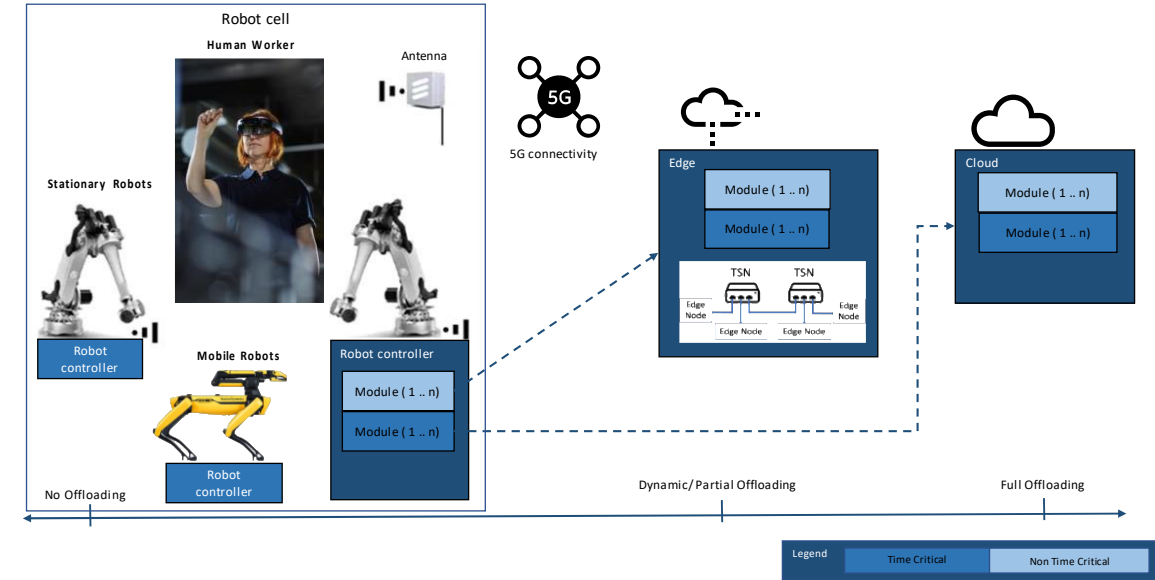 Robot cell
Human Worker
Antenna
5G
5G connectivity
Stationary Robots
Robot
controller
Mobile Robots
Robot
controller
Robot controller
Module ( 1 .. n)
Module ( 1 .. n)
Edge
Module ( 1 .. n)
Module ( 1 .. n)
TSN
TSN
Edge
Node
Edge
Node
Edge Node
Edge Node
Cloud
Module ( 1 .. n)
Module ( 1 .. n)
No Offloading
Dynamic/Partial Offloading
Full Offloading
Legend
Time Critical
Non Time Critical